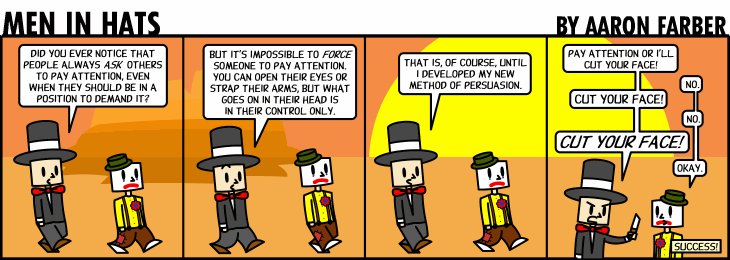 MEN IN HATS
BY AARON FARBER
DID YOU EVER NOTICE THAT
PEOPLE ALWAYS ASK OTHERS
TO PAY ATTENTION, EVEN
WHEN THEY SHOULD BE IN A
POSITION TO DEMAND IT?
BUT IT'S IMPOSSIBLE TO FORCE
SOMEONE TO PAY ATTENTION.
YOU CAN OPEN THEIR EYES OR
STRAP THEIR ARMS, BUT WHAT
GOES ON IN THEIR HEAD IS
IN THEIR CONTROL ONLY.
THAT IS, OF COURSE, UNTIL
I DEVELOPED MY NEW
METHOD OF PERSUASION.
PAY ATTENTION OR I'LL
CUT YOUR FACE!
NO.
CUT YOUR FACE!
NO.
CUT YOUR FACE!
OKAY.
SUCCESS!